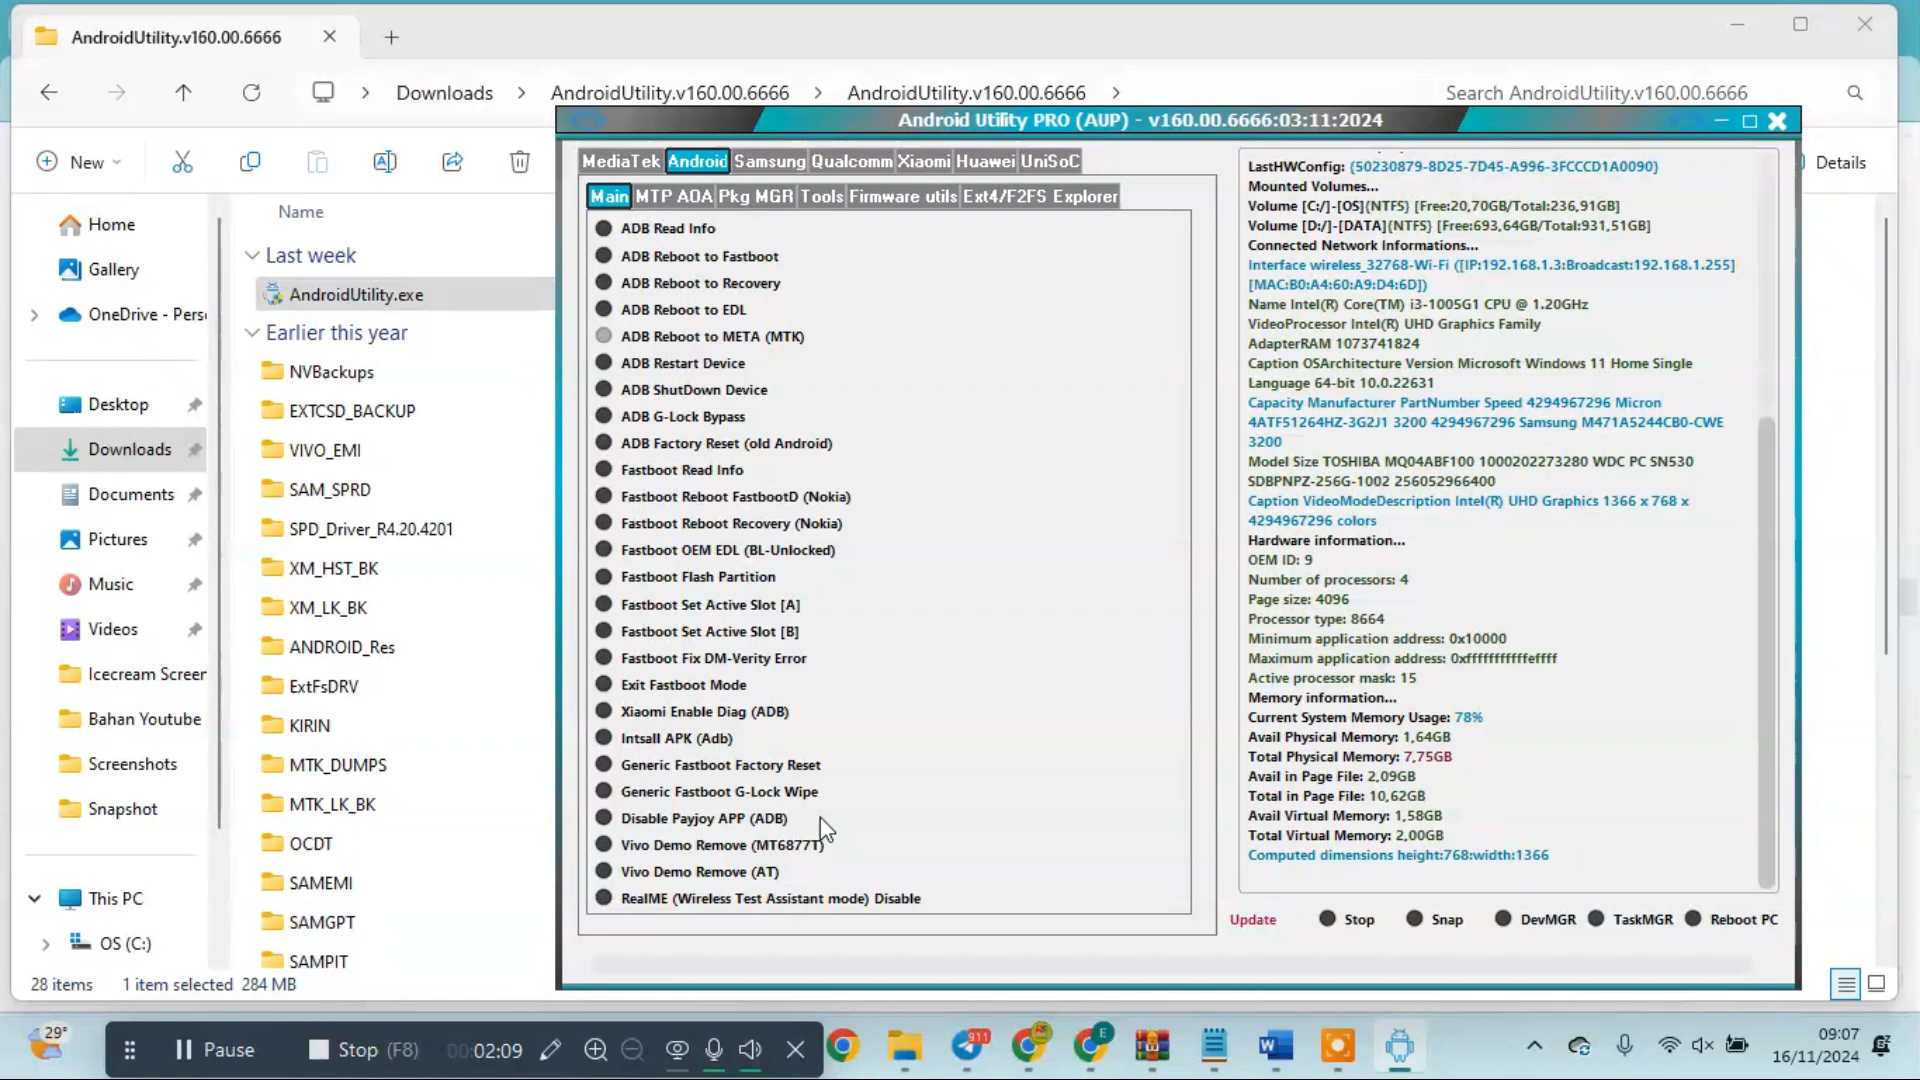 AndroidUtility.v160.00.6666
Downloads > AndroidUtility.v160.00.6666 > AndroidUtility.v160.00.6666 >
Search AndroidUtility.v160.00.6666
New
Details
Home
Gallery
OneDrive - Pers
Desktop
Downloads
Documents
Pictures
Music
Videos
Icecream Screer
Bahan Youtube
Screenshots
Snapshot
This PC
OS (C:)
Name
Last week
AndroidUtility.exe
Earlier this year
NVBackups
EXTCSD_BACKUP
VIVO_EMI
SAM_SPRD
SPD_Driver_R4.20.4201
XM_HST_BK
XM_LK_BK
ANDROID_Res
ExtFsDRV
KIRIN
MTK_DUMPS
MTK_LK_BK
OCDT
SAMEMI
SAMGPT
SAMPIT
28 items 1 item selected 284 MB
Android Utility PRO (AUP) - v160.00.6666:03:11:2024
MediaTek Android Samsung Qualcomm Xiaomi Huawei UniSoC
Main MTP AOA Pkg MGR Tools Firmware utils Ext4/F2FS Explorer
ADB Read Info
ADB Reboot to Fastboot
ADB Reboot to Recovery
ADB Reboot to EDL
ADB Reboot to META (MTK)
ADB Restart Device
ADB ShutDown Device
ADB G-Lock Bypass
ADB Factory Reset (old Android)
Fastboot Read Info
Fastboot Reboot FastbootD (Nokia)
Fastboot Reboot Recovery (Nokia)
Fastboot OEM EDL (BL-Unlocked)
Fastboot Flash Partition
Fastboot Set Active Slot [A]
Fastboot Set Active Slot [B]
Fastboot Fix DM-Verity Error
Exit Fastboot Mode
Xiaomi Enable Diag (ADB)
Intsall APK (Adb)
Generic Fastboot Factory Reset
Generic Fastboot G-Lock Wipe
Disable Payjoy APP (ADB)
Vivo Demo Remove (MT6877T)
Vivo Demo Remove (AT)
RealME (Wireless Test Assistant mode) Disable
LastHWConfig: {50230879-8D25-7D45-A996-3FCCCD1A0090}
Mounted Volumes...
Volume [C:/]-[OS]{NTFS} [Free:20,70GB/Total:236,91GB]
Volume [D:/]-[DATA]{NTFS} [Free:693,64GB/Total:931,51GB]
Connected Network Informations...
Interface wireless_32768-Wi-Fi ([IP:192.168.1.3:Broadcast:192.168.1.255]
[MAC:B0:A4:60:A9:D4:6D])
Name Intel(R) Core(TM) i3-1005G1 CPU @ 1.20GHz
VideoProcessor Intel(R) UHD Graphics Family
AdapterRAM 1073741824
Caption OSArchitecture Version Microsoft Windows 11 Home Single
Language 64-bit 10.0.22631
Capacity Manufacturer PartNumber Speed 4294967296 Micron
4ATF51264HZ-3G2J1 3200 4294967296 Samsung M471A5244CB0-CWE
3200
Model Size TOSHIBA MQ04ABF100 1000202273280 WDC PC SN530
SDBPNPZ-256G-1002 256052966400
Caption VideoModeDescription Intel(R) UHD Graphics 1366 x 768 x
4294967296 colors
Hardware information...
OEM ID: 9
Number of processors: 4
Page size: 4096
Processor type: 8664
Minimum application address: 0x10000
Maximum application address: 0xfffffffffffeffff
Active processor mask: 15
Memory information...
Current System Memory Usage: 78%
Avail Physical Memory: 1,64GB
Total Physical Memory: 7,75GB
Avail in Page File: 2,09GB
Total in Page File: 10,62GB
Avail Virtual Memory: 1,58GB
Total Virtual Memory: 2,00GB
Computed dimensions height:768:width:1366
Update Stop Snap DevMGR TaskMGR Reboot PC
29°
Pause Stop (F8) 00:02:09
911
E
09:07
16/11/2024